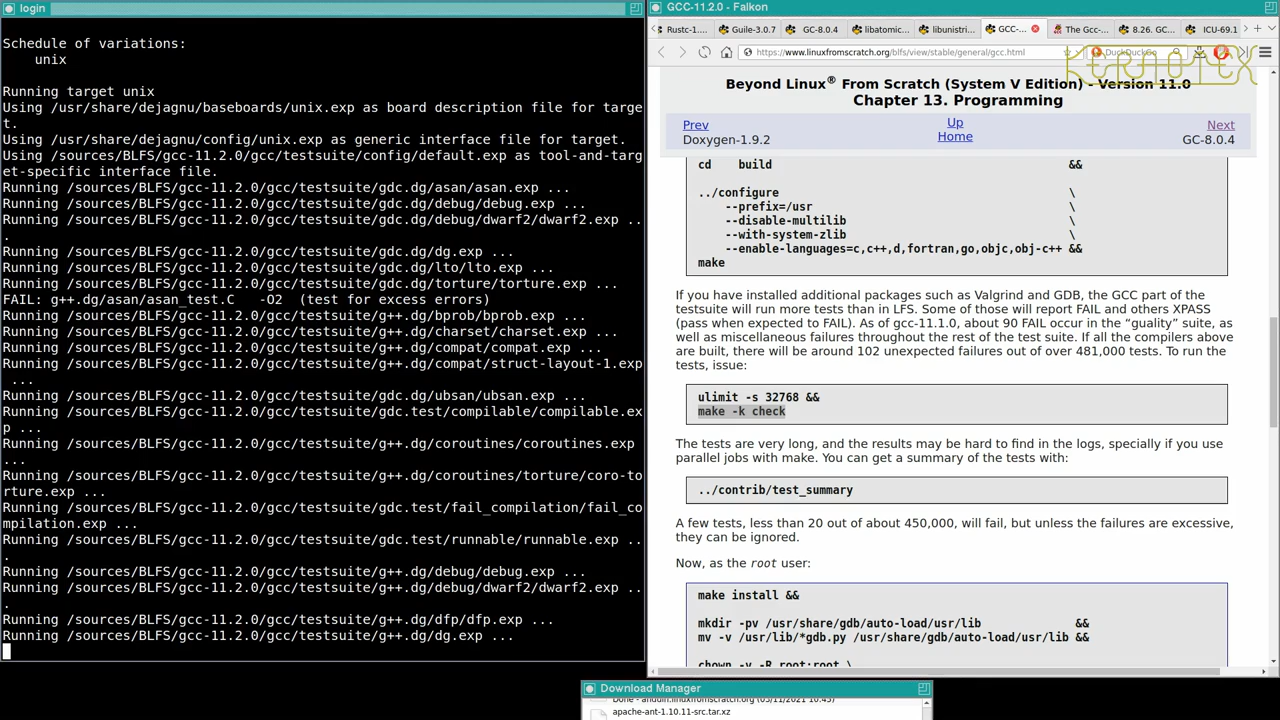 login
Schedule of variations:
unix
Running target unix
Using /usr/share/dejagnu/baseboards/unix.exp as board description file for targe
t.
Using /usr/share/dejagnu/config/unix.exp as generic interface file for target.
Using /sources/BLFS/gcc-11.2.0/gcc/testsuite/config/default.exp as tool-and-targ
et-specific interface file.
Running /sources/BLFS/gcc-11.2.0/gcc/testsuite/gdc.dg/asan/asan.exp ...
Running /sources/BLFS/gcc-11.2.0/gcc/testsuite/gdc.dg/debug/debug.exp ...
Running /sources/BLFS/gcc-11.2.0/gcc/testsuite/gdc.dg/debug/dwarf2/dwarf2.exp ..
.
Running /sources/BLFS/gcc-11.2.0/gcc/testsuite/gdc.dg/dg.exp ...
Running /sources/BLFS/gcc-11.2.0/gcc/testsuite/gdc.dg/lto/lto.exp ...
Running /sources/BLFS/gcc-11.2.0/gcc/testsuite/gdc.dg/torture/torture.exp ...
FAIL: g++.dg/asan/asan_test.C   -O2  (test for excess errors)
Running /sources/BLFS/gcc-11.2.0/gcc/testsuite/g++.dg/bprob/bprob.exp ...
Running /sources/BLFS/gcc-11.2.0/gcc/testsuite/g++.dg/charset/charset.exp ...
Running /sources/BLFS/gcc-11.2.0/gcc/testsuite/g++.dg/compat/compat.exp ...
Running /sources/BLFS/gcc-11.2.0/gcc/testsuite/g++.dg/compat/struct-layout-1.exp
...
Running /sources/BLFS/gcc-11.2.0/gcc/testsuite/g++.dg/ubsan/ubsan.exp ...
Running /sources/BLFS/gcc-11.2.0/gcc/testsuite/gdc.test/compilable/compilable.ex
p ...
Running /sources/BLFS/gcc-11.2.0/gcc/testsuite/g++.dg/coroutines/coroutines.exp
...
Running /sources/BLFS/gcc-11.2.0/gcc/testsuite/g++.dg/coroutines/torture/coro-to
rture.exp ...
Running /sources/BLFS/gcc-11.2.0/gcc/testsuite/gdc.test/fail_compilation/fail_co
mpilation.exp ...
Running /sources/BLFS/gcc-11.2.0/gcc/testsuite/gdc.test/runnable/runnable.exp ..
.
Running /sources/BLFS/gcc-11.2.0/gcc/testsuite/g++.dg/debug/debug.exp ...
Running /sources/BLFS/gcc-11.2.0/gcc/testsuite/g++.dg/debug/dwarf2/dwarf2.exp ..
.
Running /sources/BLFS/gcc-11.2.0/gcc/testsuite/g++.dg/dfp/dfp.exp ...
Running /sources/BLFS/gcc-11.2.0/gcc/testsuite/g++.dg/dg.exp ...
GCC-11.2.0 - Falkon
Rustc-1.... Guile-3.0.7 GC-8.0.4 libatomic... libunistri... GCC-... The Gcc-... 8.26. GC... ICU-69.1
https://www.linuxfromscratch.org/blfs/view/stable/general/gcc.html DuckDuckGo
KERAOTEX
Beyond Linux® From Scratch (System V Edition) - Version 11.0
Chapter 13. Programming
Prev Up Next
Doxygen-1.9.2 Home GC-8.0.4
cd    build &&
../configure \
--prefix=/usr \
--disable-multilib \
--with-system-zlib \
--enable-languages=c,c++,d,fortran,go,objc,obj-c++ &&
make
If you have installed additional packages such as Valgrind and GDB, the GCC part of the
testsuite will run more tests than in LFS. Some of those will report FAIL and others XPASS
(pass when expected to FAIL). As of gcc-11.1.0, about 90 FAIL occur in the “guality” suite, as
well as miscellaneous failures throughout the rest of the test suite. If all the compilers above
are built, there will be around 102 unexpected failures out of over 481,000 tests. To run the
tests, issue:
ulimit -s 32768 &&
make -k check
The tests are very long, and the results may be hard to find in the logs, specially if you use
parallel jobs with make. You can get a summary of the tests with:
../contrib/test_summary
A few tests, less than 20 out of about 450,000, will fail, but unless the failures are excessive,
they can be ignored.
Now, as the root user:
make install &&
mkdir -pv /usr/share/gdb/auto-load/usr/lib &&
mv -v /usr/lib/*gdb.py /usr/share/gdb/auto-load/usr/lib &&
chown -v -R root:root \
Download Manager
Done - anduin.linuxfromscratch.org (05/11/2021 10:45)
apache-ant-1.10.11-src.tar.xz